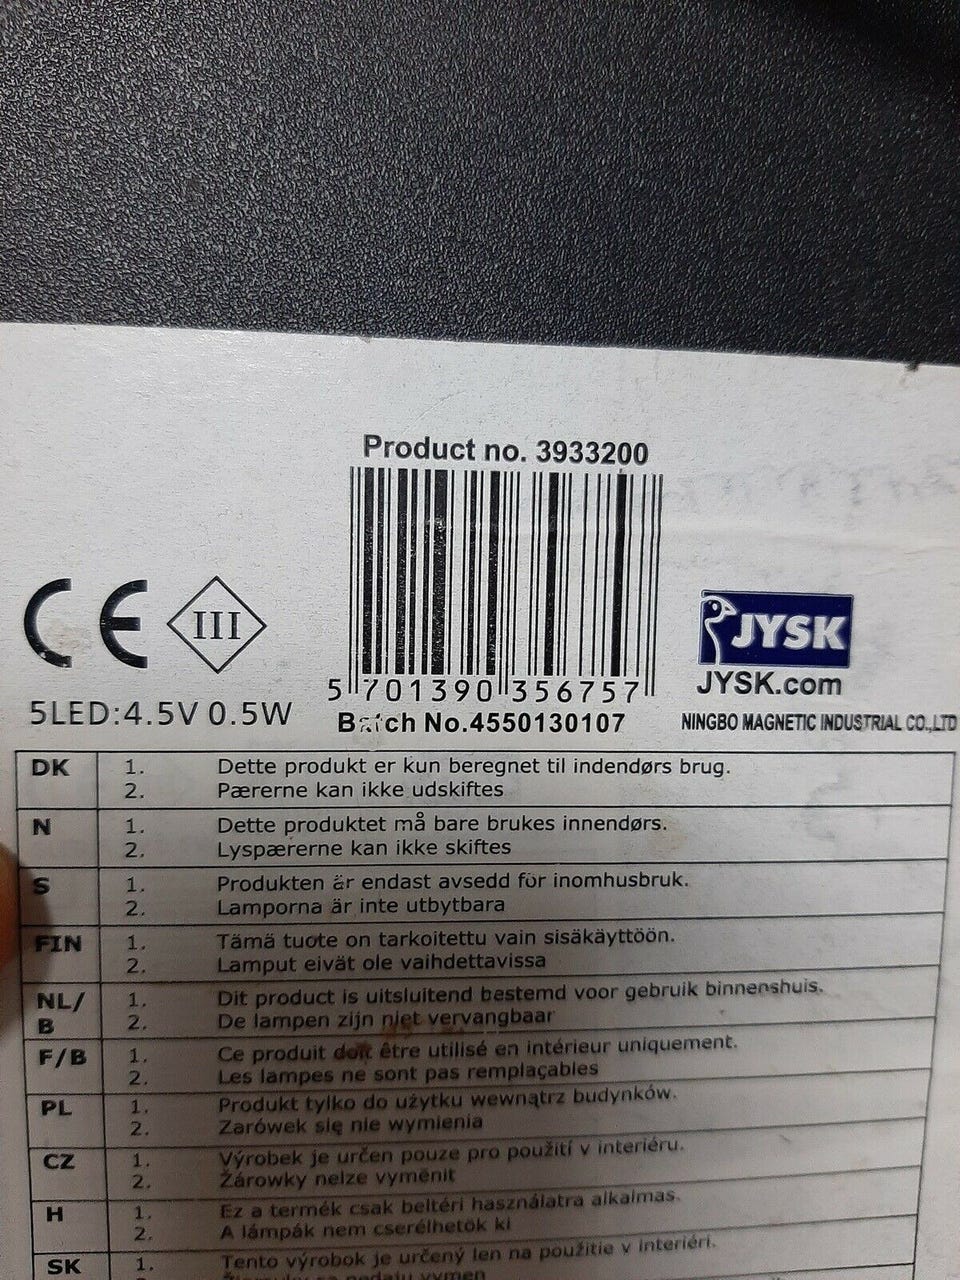 Product no. 3933200
CE III
5 701390 356757
JYSK
JYSK.com
5LED:4.5V 0.5W
Batch No.4550130107
NINGBO MAGNETIC INDUSTRIAL CO.,LTD
DK 1. Dette produkt er kun beregnet til indendørs brug.
2. Pærerne kan ikke udskiftes
N 1. Dette produktet må bare brukes innendørs.
2. Lyspærerne kan ikke skiftes
S 1. Produkten är endast avsedd för inomhusbruk.
2. Lamporna är inte utbytbara
FIN 1. Tämä tuote on tarkoitettu vain sisäkäyttöön.
2. Lamput eivät ole vaihdettavissa
NL/ 1. Dit product is uitsluitend bestemd voor gebruik binnenshuis.
B 2. De lampen zijn niet vervangbaar
F/B 1. Ce produit doit être utilisé en intérieur uniquement.
2. Les lampes ne sont pas remplaçables
PL 1. Produkt tylko do użytku wewnątrz budynków.
2. Żarówek się nie wymienia
CZ 1. Výrobek je určen pouze pro použití v interiéru.
2. Žárovky nelze vyměnit
H 1. Ez a termék csak beltéri használatra alkalmas.
2. A lámpák nem cserélhetők ki
SK 1. Tento výrobok je určený len na použitie v interiéri.